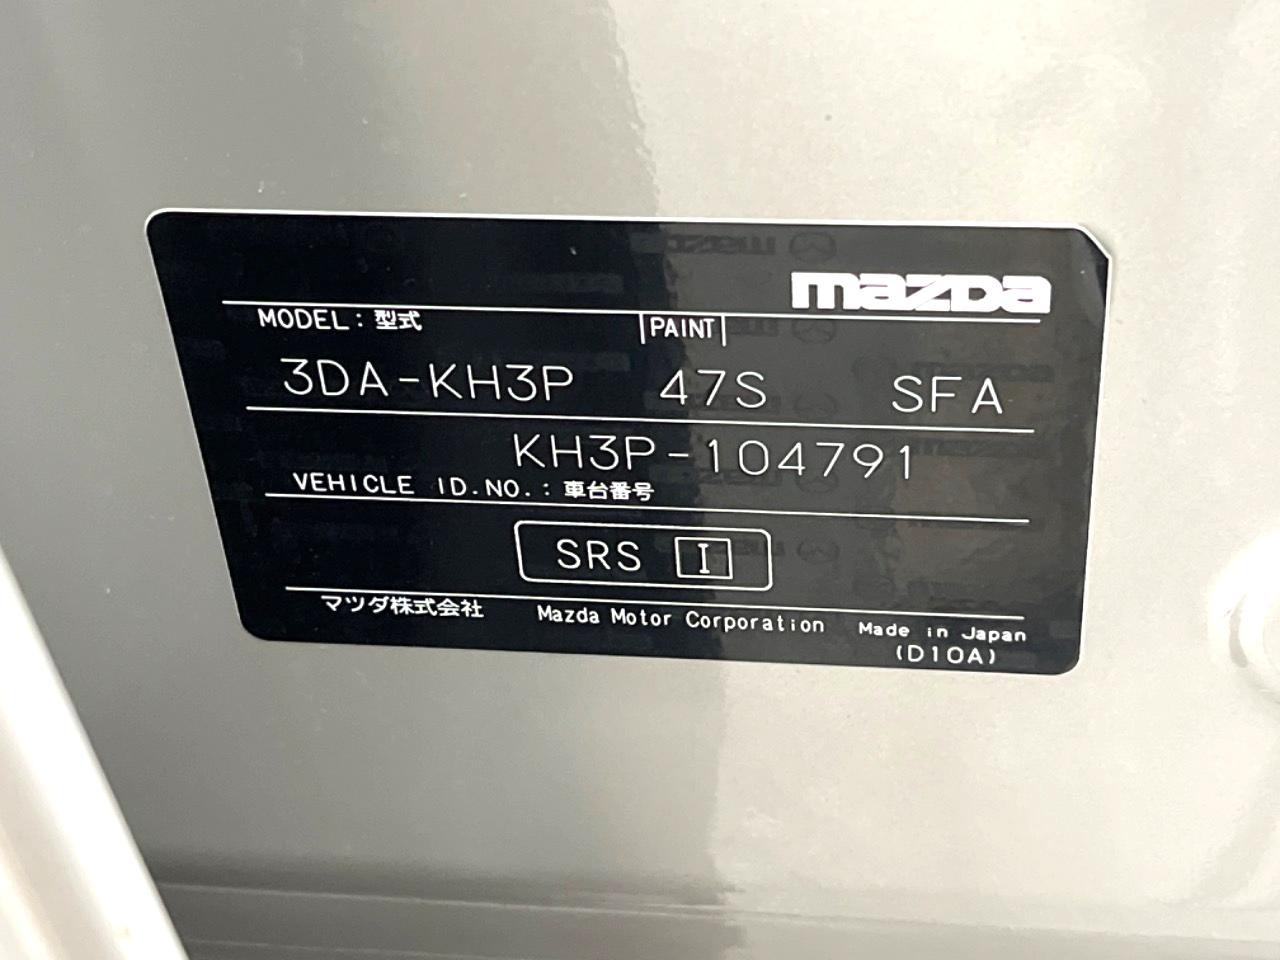 mazda
MODEL：型式 PAINT
3DA-KH3P 47S SFA
KH3P-104791
VEHICLE ID.NO.：車台番号
SRS I
マツダ株式会社 Mazda Motor Corporation Made in Japan
(D10A)